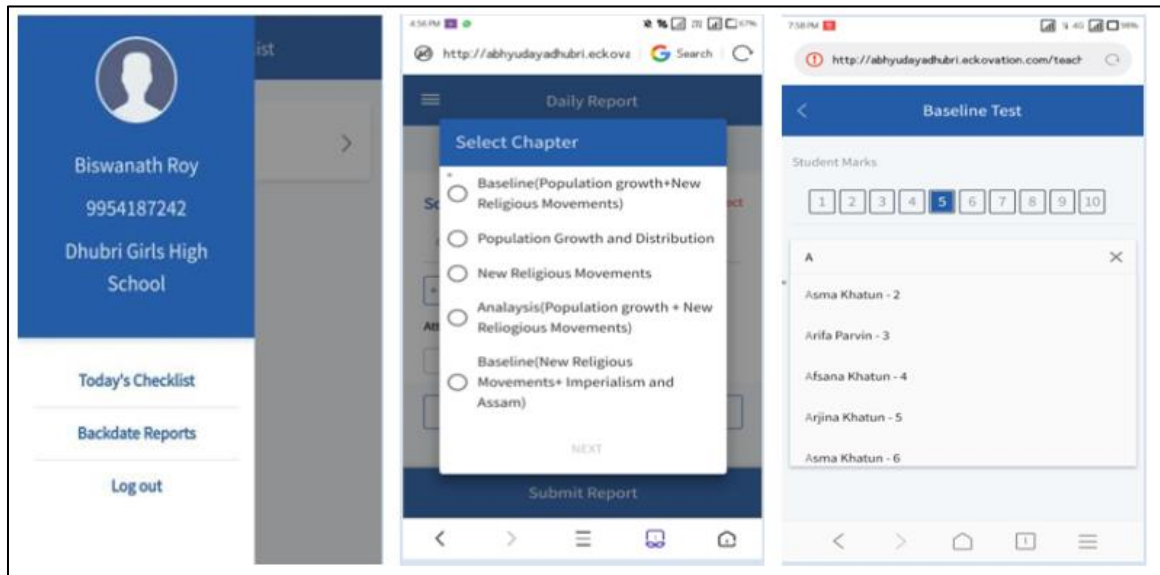 ist
Biswanath Roy
9954187242
Dhubri Girls High
School
Today's Checklist
Backdate Reports
Log out
4:56 PM
67%
http://abhyudayadhubri.eckova
Search
Daily Report
Select Chapter
Baseline(Population growth+New
Religious Movements)
Population Growth and Distribution
New Religious Movements
Analaysis(Population growth + New
Reliogious Movements)
Baseline(New Religious
Movements+ Imperialism and
Assam)
NEXT
Submit Report
7:58 PM
4G
98%
http://abhyudayadhubri.eckovation.com/teach
Baseline Test
Student Marks
1 2 3 4 5 6 7 8 9 10
A
Asma Khatun - 2
Arifa Parvin - 3
Afsana Khatun - 4
Arjina Khatun - 5
Asma Khatun - 6